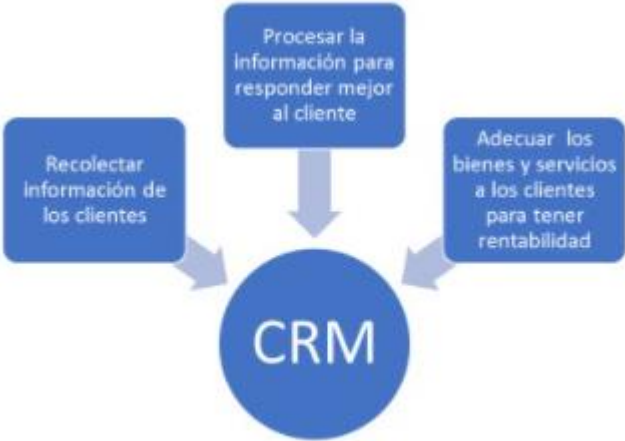 Procesar la
información para
responder mejor
al cliente
Recolectar
información de
los clientes
Adecuar los
bienes y servicios
a los clientes
para tener
rentabilidad
CRM